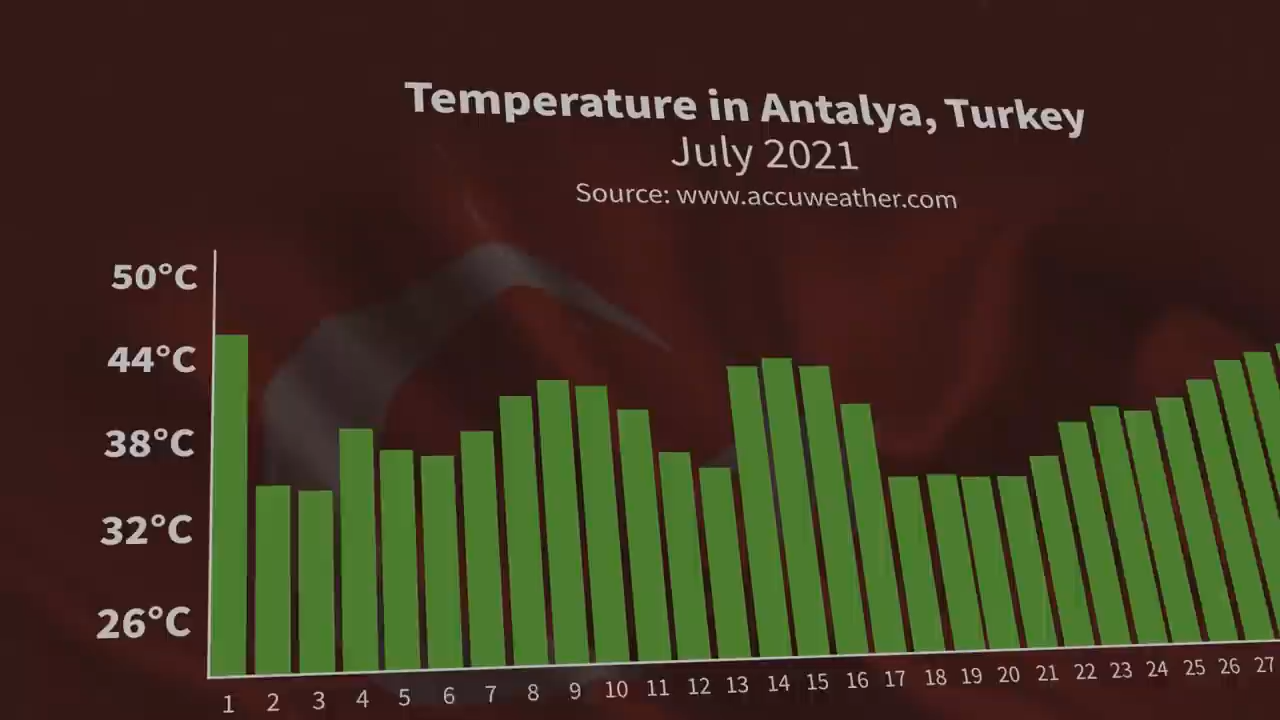 Temperature in Antalya, Turkey
July 2021
Source: www.accuweather.com
50°C
44°C
38°C
32°C
26°C
1 2 3 4 5 6 7 8 9 10 11 12 13 14 15 16 17 18 19 20 21 22 23 24 25 26 27